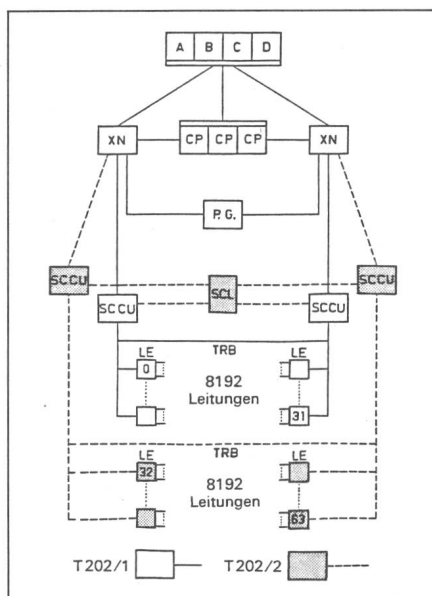 A B C D
XN CP CP CP XN
P.G.
SCCU SCL SCCU
SCCU SCCU
LE TRB LE
0
8192
Leitungen
31
LE TRB LE
32
8192
Leitungen
63
T202/1 T202/2